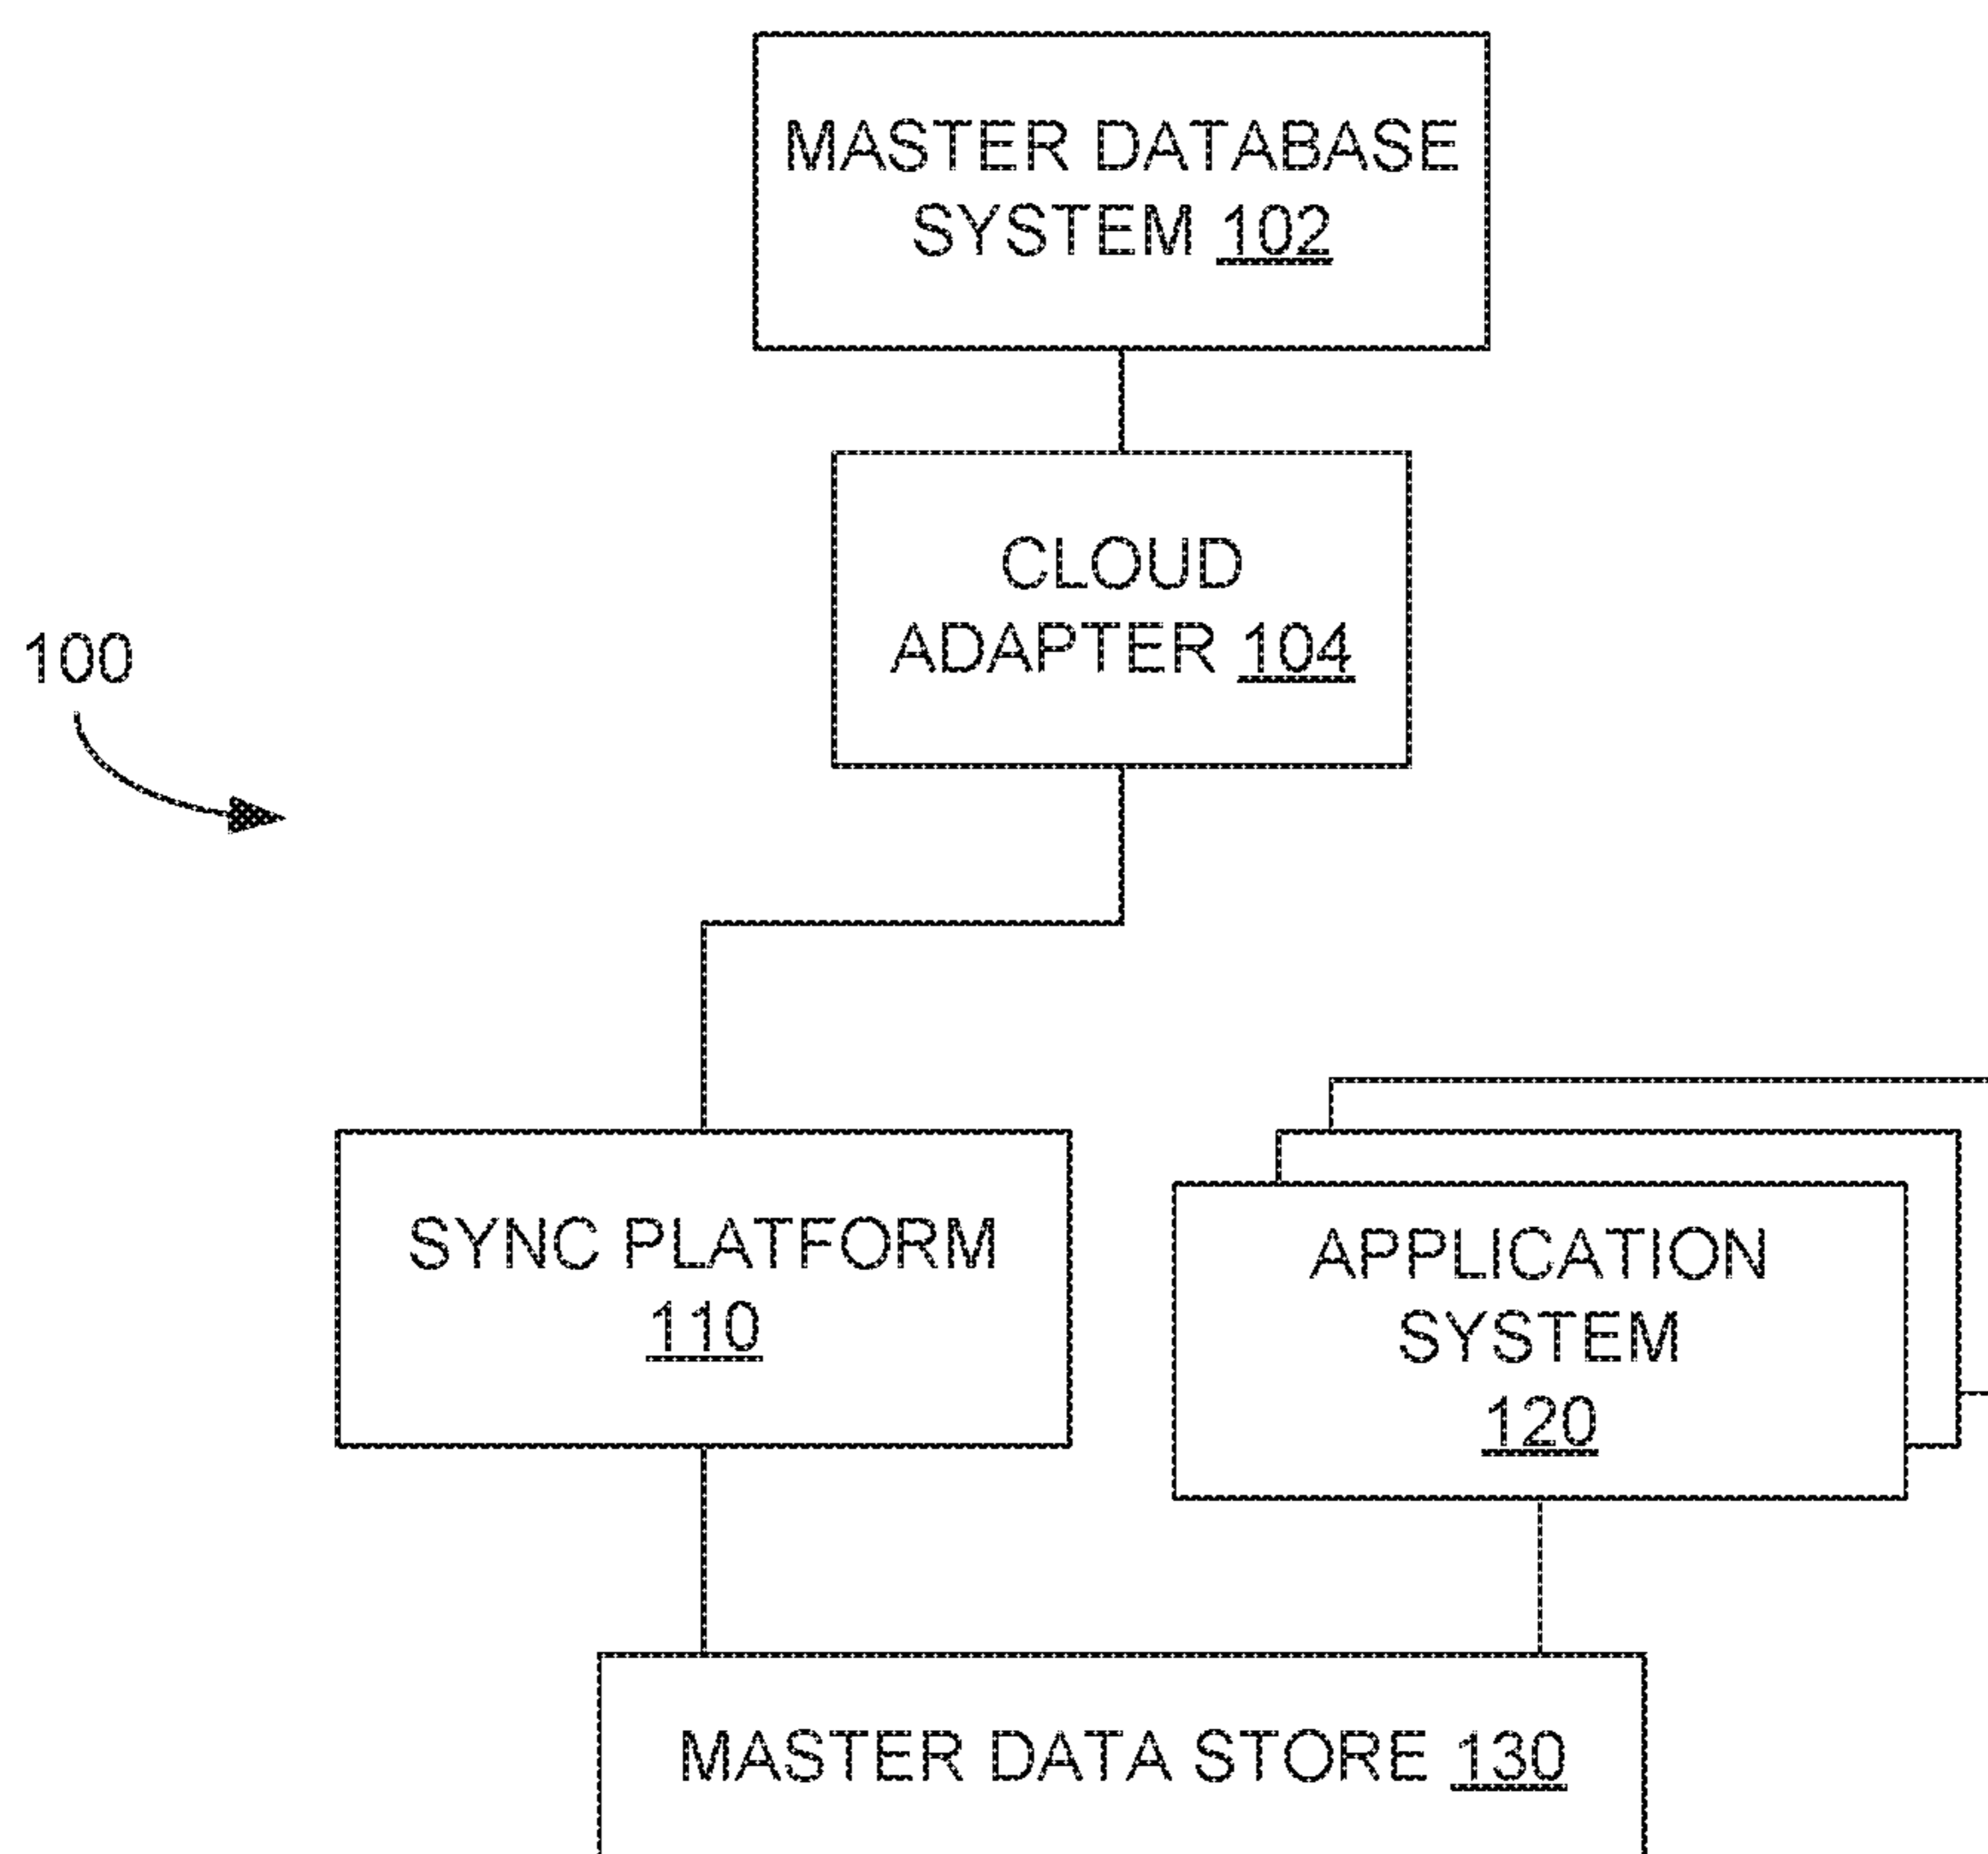 MASTER DATABASE
SYSTEM 102
CLOUD
ADAPTER 104
100
SYNC PLATFORM
110
APPLICATION
SYSTEM
120
MASTER DATA STORE 130